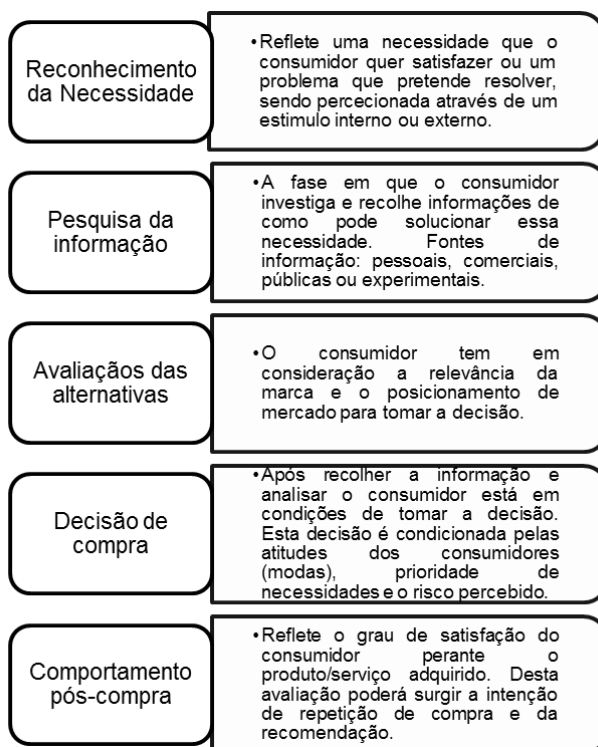 Reconhecimento
da Necessidade
•Reflete uma necessidade que o
consumidor quer satisfazer ou um
problema que pretende resolver,
sendo percecionada através de um
estimulo interno ou externo.
Pesquisa da
informação
•A fase em que o consumidor
investiga e recolhe informações de
como pode solucionar essa
necessidade. Fontes de
informação: pessoais, comerciais,
públicas ou experimentais.
Avaliaçãos das
alternativas
•O consumidor tem em
consideração a relevância da
marca e o posicionamento de
mercado para tomar a decisão.
Decisão de
compra
•Após recolher a informação e
analisar o consumidor está em
condições de tomar a decisão.
Esta decisão é condicionada pelas
atitudes dos consumidores
(modas), prioridade de
necessidades e o risco percebido.
Comportamento
pós-compra
•Reflete o grau de satisfação do
consumidor perante o
produto/serviço adquirido. Desta
avaliação poderá surgir a intenção
de repetição de compra e da
recomendação.